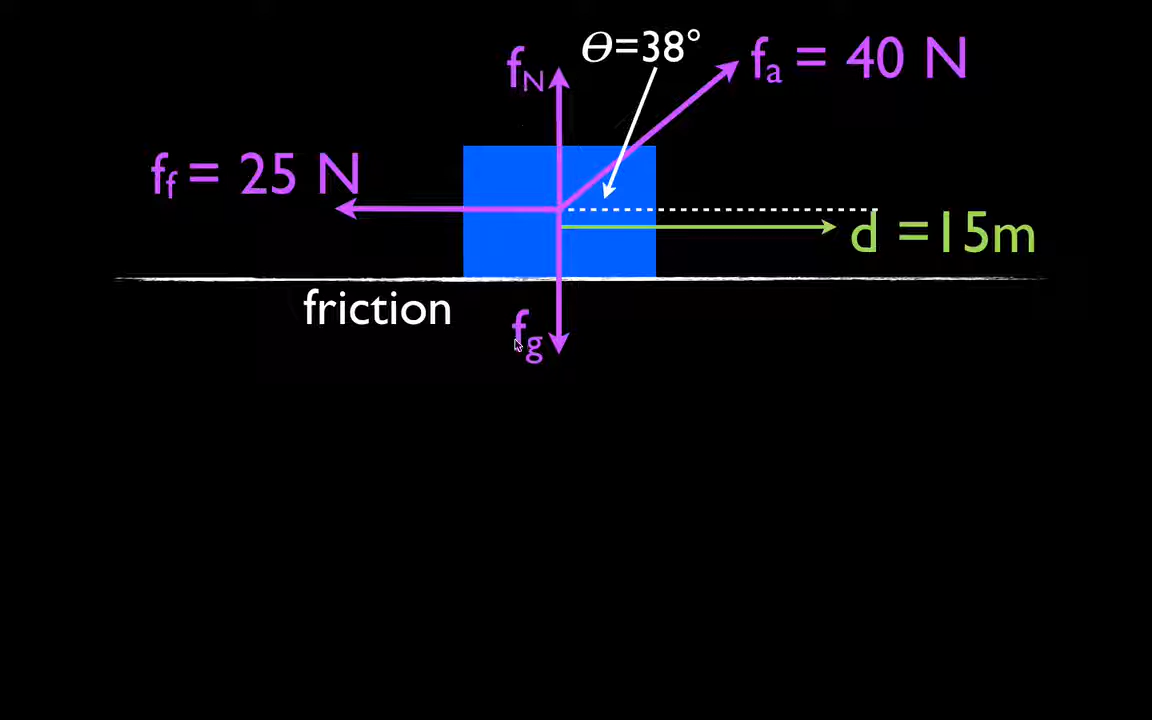 fN
Ɵ=38°
fa = 40 N
ff = 25 N
d =15m
friction
fg